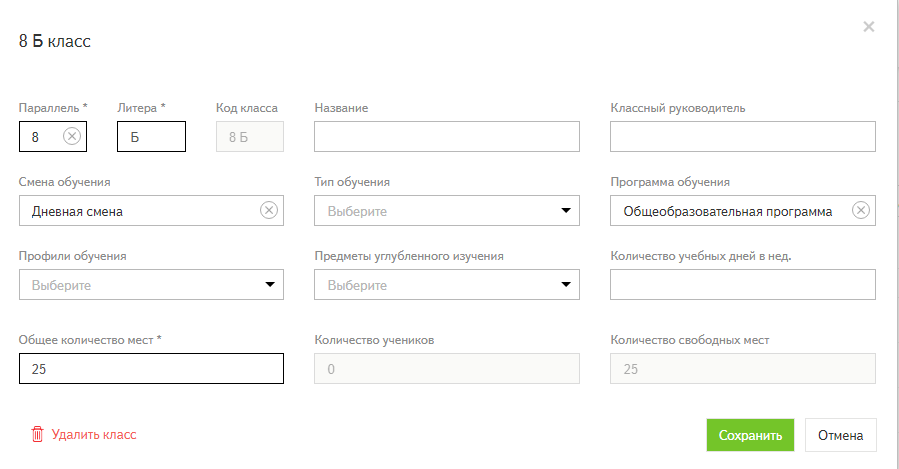 8 Б класс
Параллель * Литера * Код класса Название Классный руководитель
8 Б 8 Б
Смена обучения Тип обучения Программа обучения
Дневная смена Выберите Общеобразовательная программа
Профили обучения Предметы углубленного изучения Количество учебных дней в нед.
Выберите Выберите
Общее количество мест * Количество учеников Количество свободных мест
25 0 25
Удалить класс Сохранить Отмена